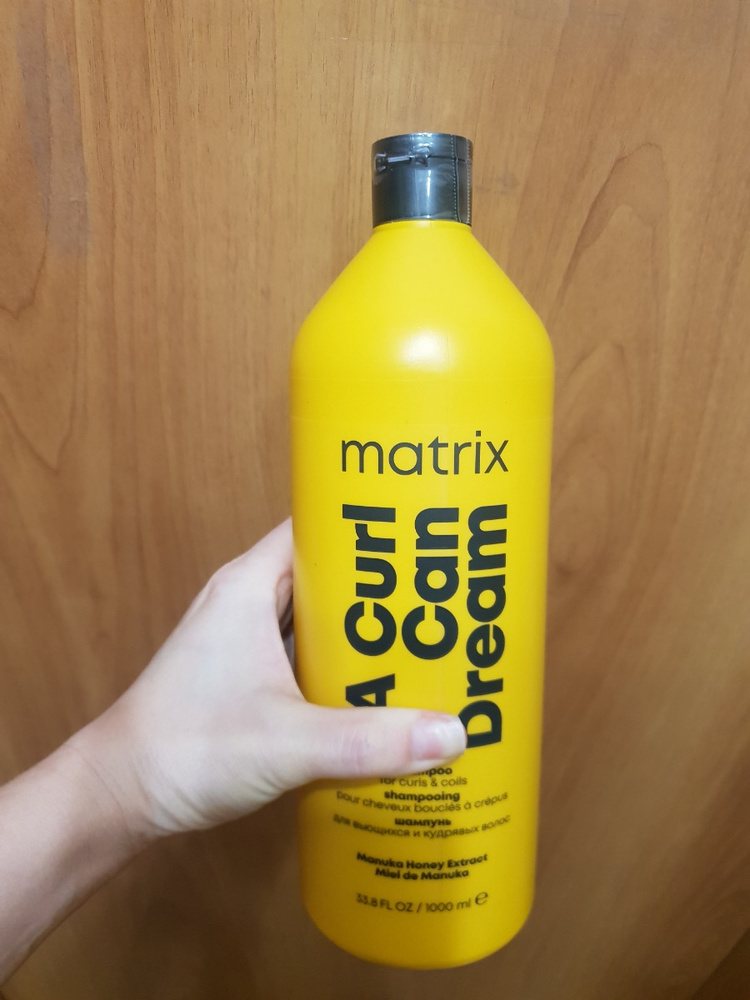 matrix
A Curl
Can
Dream
for curls & coils
shampooing
pour cheveux bouclés à crépus
шампунь
для вьющихся и кудрявых волос
Manuka Honey Extract
Miel de Manuka
33.8 FL OZ / 1000 ml e